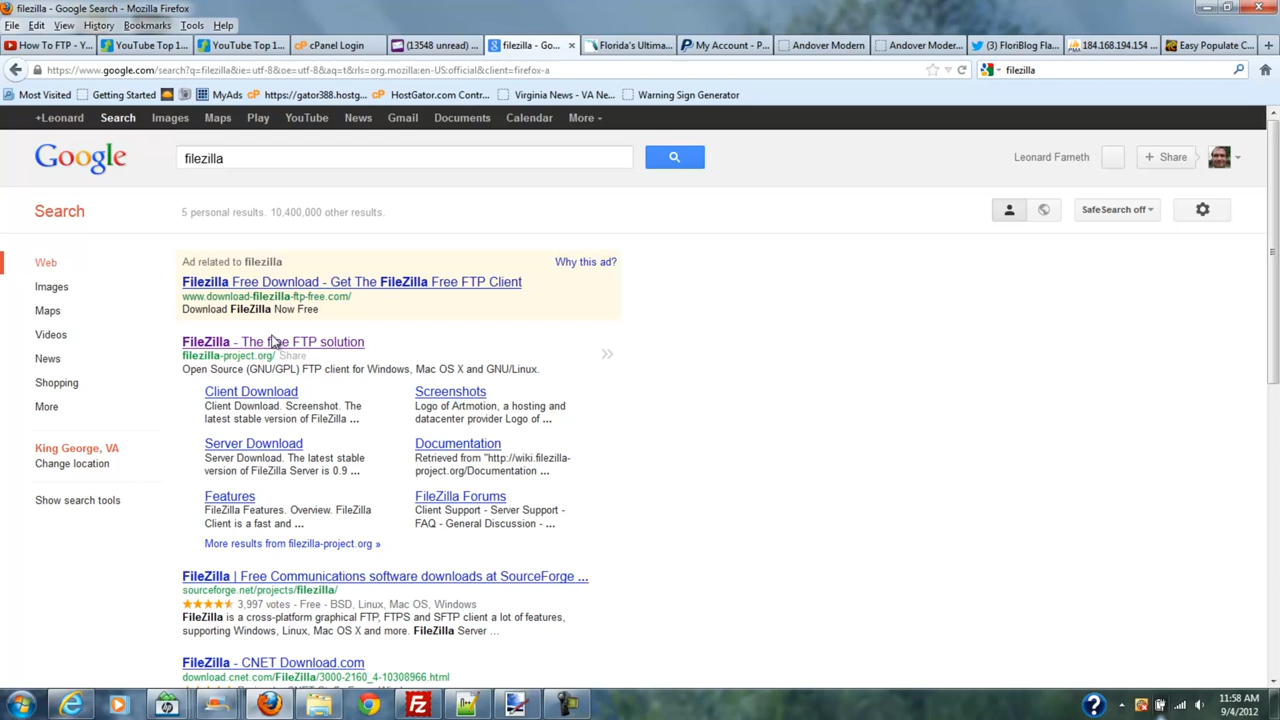 filezilla - Google Search - Mozilla Firefox
File Edit View History Bookmarks Tools Help
How To FTP - Y... YouTube Top 1... YouTube Top 1... cPanel Login (13548 unread) ... filezilla - Go... × Florida's Ultima... My Account - P... Andover Modern Andover Moder... (3) FloriBlog Fla... 184.168.194.154 ... Easy Populate C...
https://www.google.com/search?q=filezilla&ie=utf-8&oe=utf-8&aq=t&rls=org.mozilla:en-US:official&client=firefox-a filezilla
Most Visited Getting Started MyAds https://gator388.hostg... HostGator.com Contr... Virginia News - VA Ne... Warning Sign Generator
+Leonard Search Images Maps Play YouTube News Gmail Documents Calendar More
Google filezilla Leonard Farneth + Share
Search 5 personal results. 10,400,000 other results. SafeSearch off
Web
Images
Maps
Videos
News
Shopping
More
King George, VA
Change location
Show search tools
Ad related to filezilla Why this ad?
Filezilla Free Download - Get The FileZilla Free FTP Client
www.download-filezilla-ftp-free.com/
Download FileZilla Now Free
FileZilla - The free FTP solution
filezilla-project.org/ Share
Open Source (GNU/GPL) FTP client for Windows, Mac OS X and GNU/Linux.
Client Download
Client Download. Screenshot. The
latest stable version of FileZilla ...
Screenshots
Logo of Artmotion, a hosting and
datacenter provider Logo of ...
Server Download
Server Download. The latest stable
version of FileZilla Server is 0.9 ...
Documentation
Retrieved from "http://wiki.filezilla-
project.org/Documentation ...
Features
FileZilla Features. Overview. FileZilla
Client is a fast and ...
FileZilla Forums
Client Support - Server Support -
FAQ - General Discussion - ...
More results from filezilla-project.org »
FileZilla | Free Communications software downloads at SourceForge ...
sourceforge.net/projects/filezilla/
3,997 votes - Free - BSD, Linux, Mac OS, Windows
FileZilla is a cross-platform graphical FTP, FTPS and SFTP client a lot of features,
supporting Windows, Linux, Mac OS X and more. FileZilla Server ...
FileZilla - CNET Download.com
download.cnet.com/FileZilla/3000-2160_4-10308966.html
11:58 AM
9/4/2012